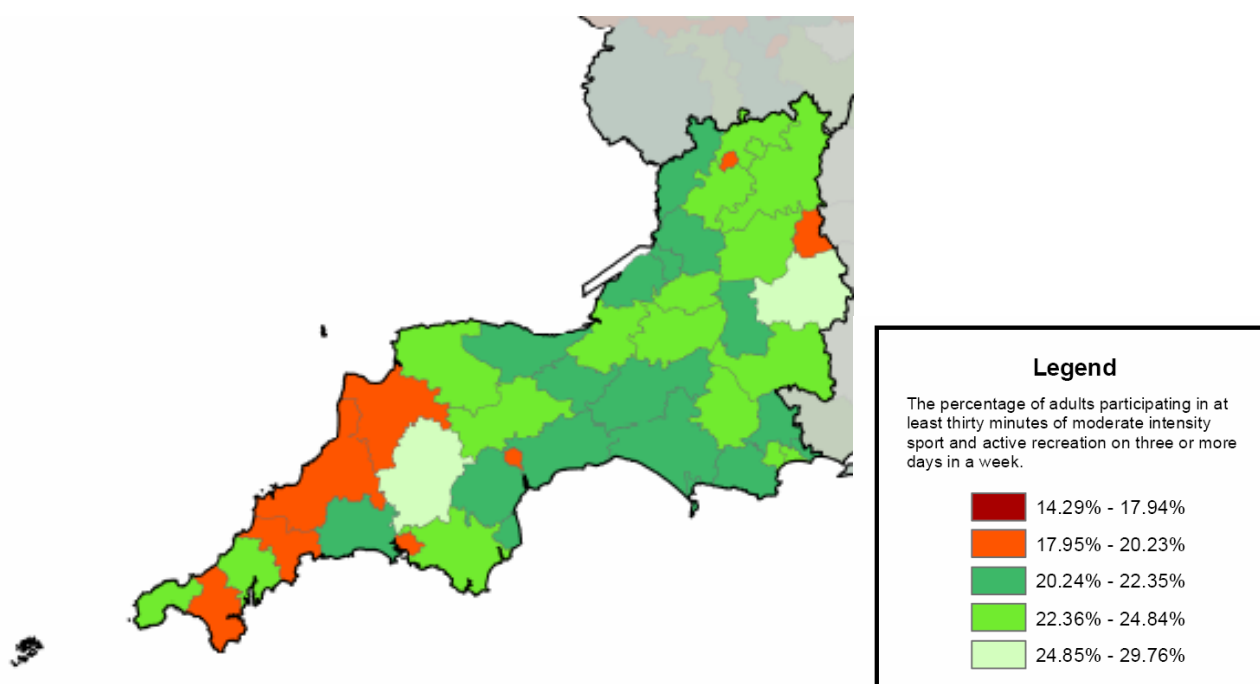 Legend
The percentage of adults participating in at
least thirty minutes of moderate intensity
sport and active recreation on three or more
days in a week.
14.29% - 17.94%
17.95% - 20.23%
20.24% - 22.35%
22.36% - 24.84%
24.85% - 29.76%